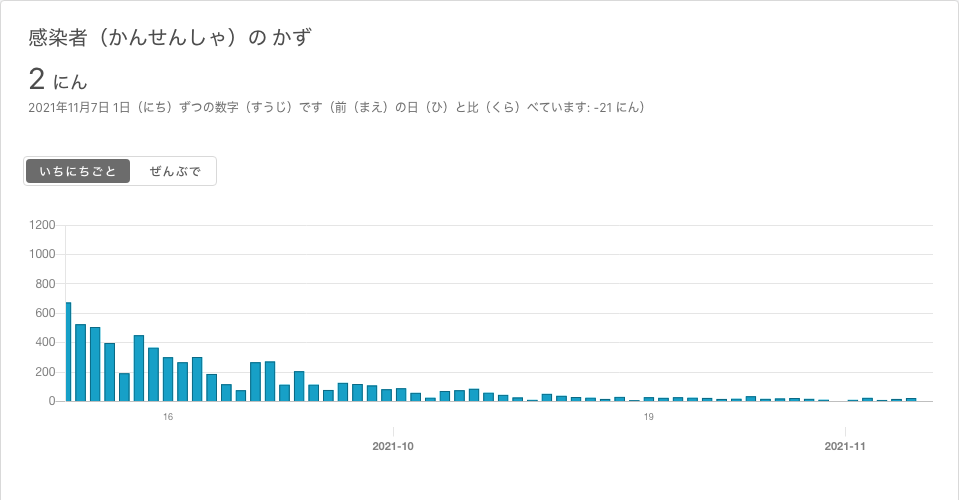 感染者（かんせんしゃ）の かず
2 にん
2021年11月7日 1日（にち）ずつの数字（すうじ）です（前（まえ）の日（ひ）と比（くら）べています: -21 にん）
いちにちごと ぜんぶで
1200
1000
800
600
400
200
0
16 19
2021-10 2021-11